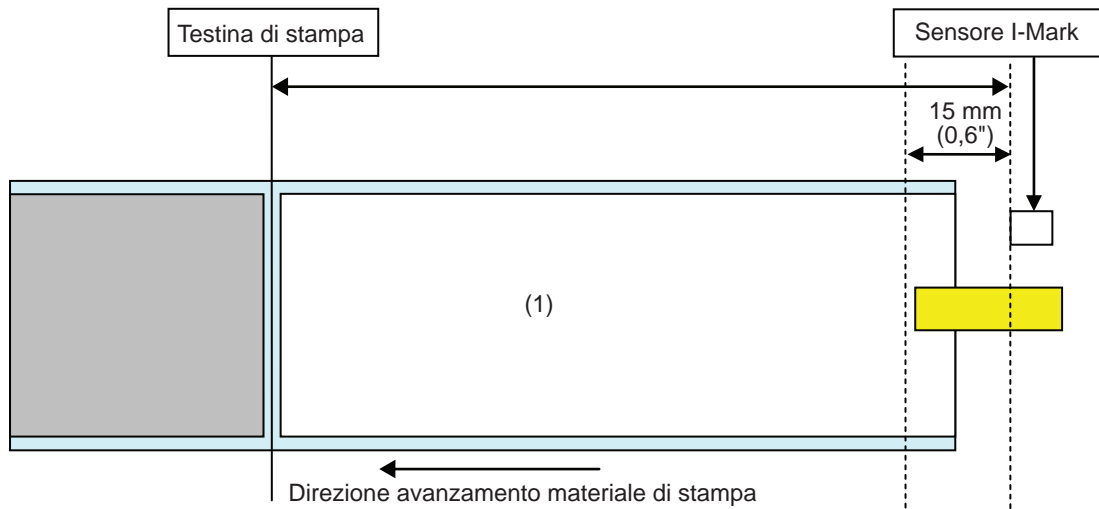 Testina di stampa
Sensore I-Mark
15 mm
(0,6")
(1)
Direzione avanzamento materiale di stampa